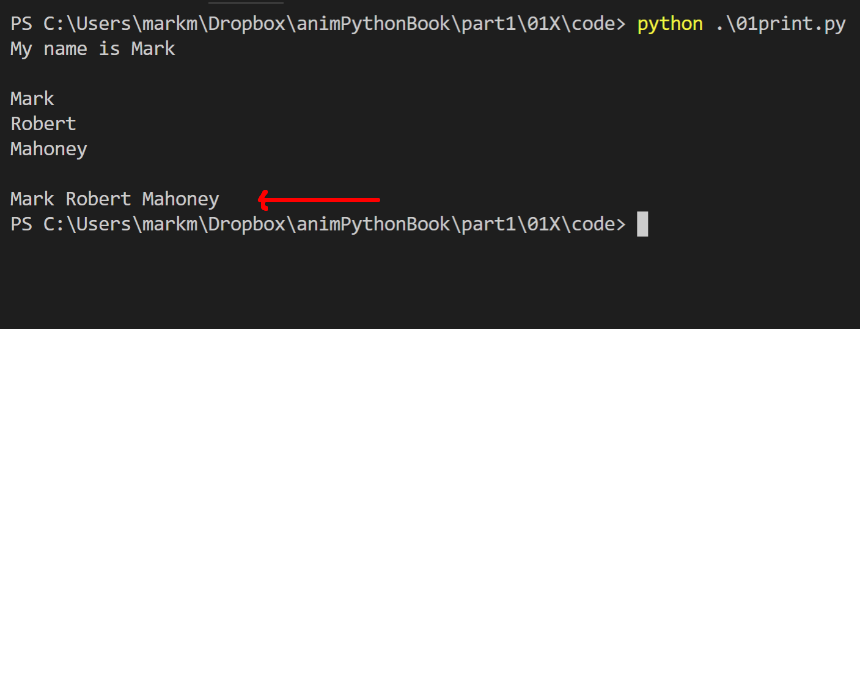 PS C:\Users\markm\Dropbox\animPythonBook\part1\01X\code> python .\01print.py
My name is Mark
Mark
Robert
Mahoney
Mark Robert Mahoney
PS C:\Users\markm\Dropbox\animPythonBook\part1\01X\code>